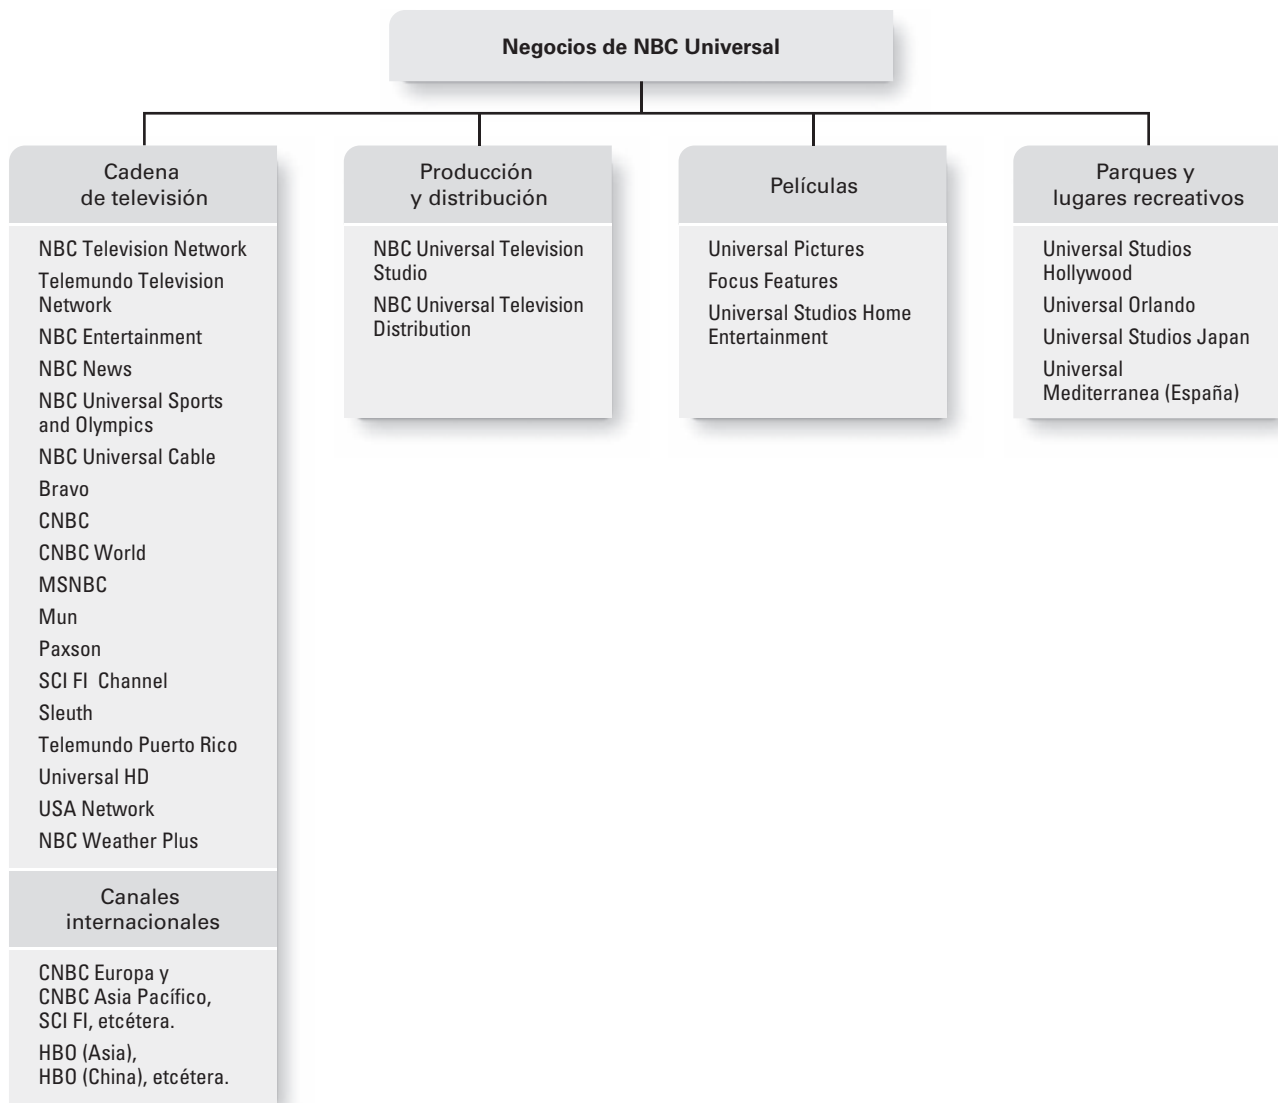 Negocios de NBC Universal
Cadena
de televisión
NBC Television Network
Telemundo Television
Network
NBC Entertainment
NBC News
NBC Universal Sports
and Olympics
NBC Universal Cable
Bravo
CNBC
CNBC World
MSNBC
Mun
Paxson
SCI FI Channel
Sleuth
Telemundo Puerto Rico
Universal HD
USA Network
NBC Weather Plus
Canales
internacionales
CNBC Europa y
CNBC Asia Pacífico,
SCI FI, etcétera.
HBO (Asia),
HBO (China), etcétera.
Producción
y distribución
NBC Universal Television
Studio
NBC Universal Television
Distribution
Películas
Universal Pictures
Focus Features
Universal Studios Home
Entertainment
Parques y
lugares recreativos
Universal Studios
Hollywood
Universal Orlando
Universal Studios Japan
Universal
Mediterranea (España)